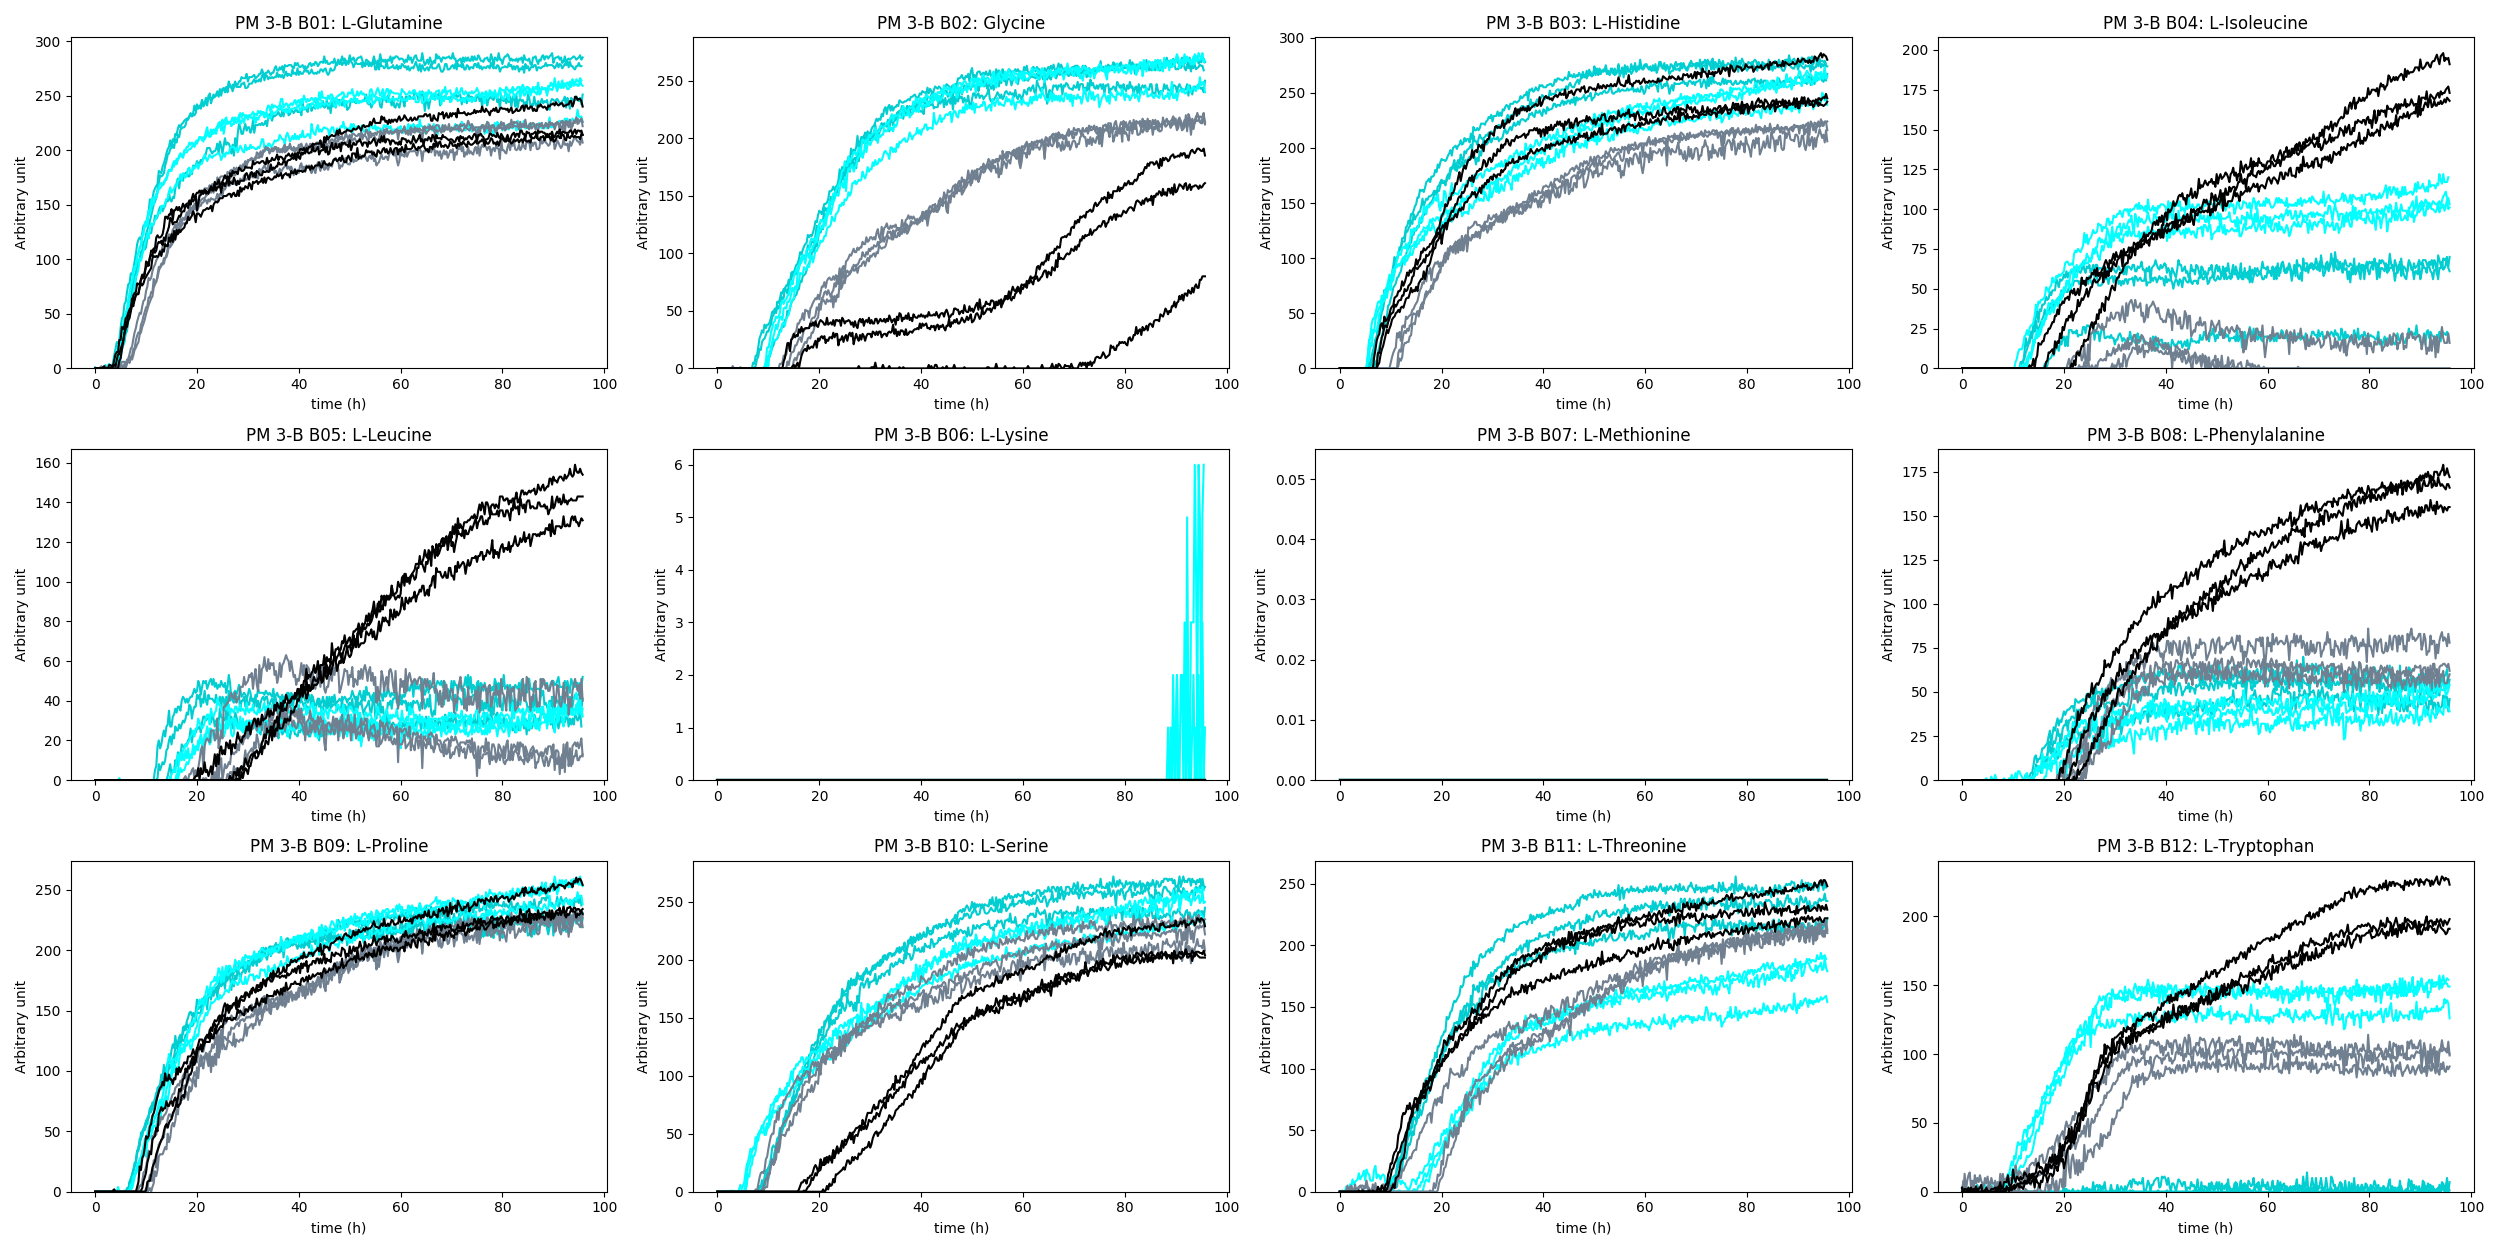 PM 3-B B01: L-Glutamine
PM 3-B B02: Glycine
PM 3-B B03: L-Histidine
PM 3-B B04: L-Isoleucine
Arbitrary unit
300
250
200
150
100
50
0
0 20 40 60 80 100
time (h)
Arbitrary unit
250
200
150
100
50
0
0 20 40 60 80 100
time (h)
Arbitrary unit
300
250
200
150
100
50
0
0 20 40 60 80 100
time (h)
Arbitrary unit
200
175
150
125
100
75
50
25
0
0 20 40 60 80 100
time (h)
PM 3-B B05: L-Leucine
PM 3-B B06: L-Lysine
PM 3-B B07: L-Methionine
PM 3-B B08: L-Phenylalanine
Arbitrary unit
160
140
120
100
80
60
40
20
0
0 20 40 60 80 100
time (h)
Arbitrary unit
6
5
4
3
2
1
0
0 20 40 60 80 100
time (h)
Arbitrary unit
0.05
0.04
0.03
0.02
0.01
0.00
0 20 40 60 80 100
time (h)
Arbitrary unit
175
150
125
100
75
50
25
0
0 20 40 60 80 100
time (h)
PM 3-B B09: L-Proline
PM 3-B B10: L-Serine
PM 3-B B11: L-Threonine
PM 3-B B12: L-Tryptophan
Arbitrary unit
250
200
150
100
50
0
0 20 40 60 80 100
time (h)
Arbitrary unit
250
200
150
100
50
0
0 20 40 60 80 100
time (h)
Arbitrary unit
250
200
150
100
50
0
0 20 40 60 80 100
time (h)
Arbitrary unit
200
150
100
50
0
0 20 40 60 80 100
time (h)